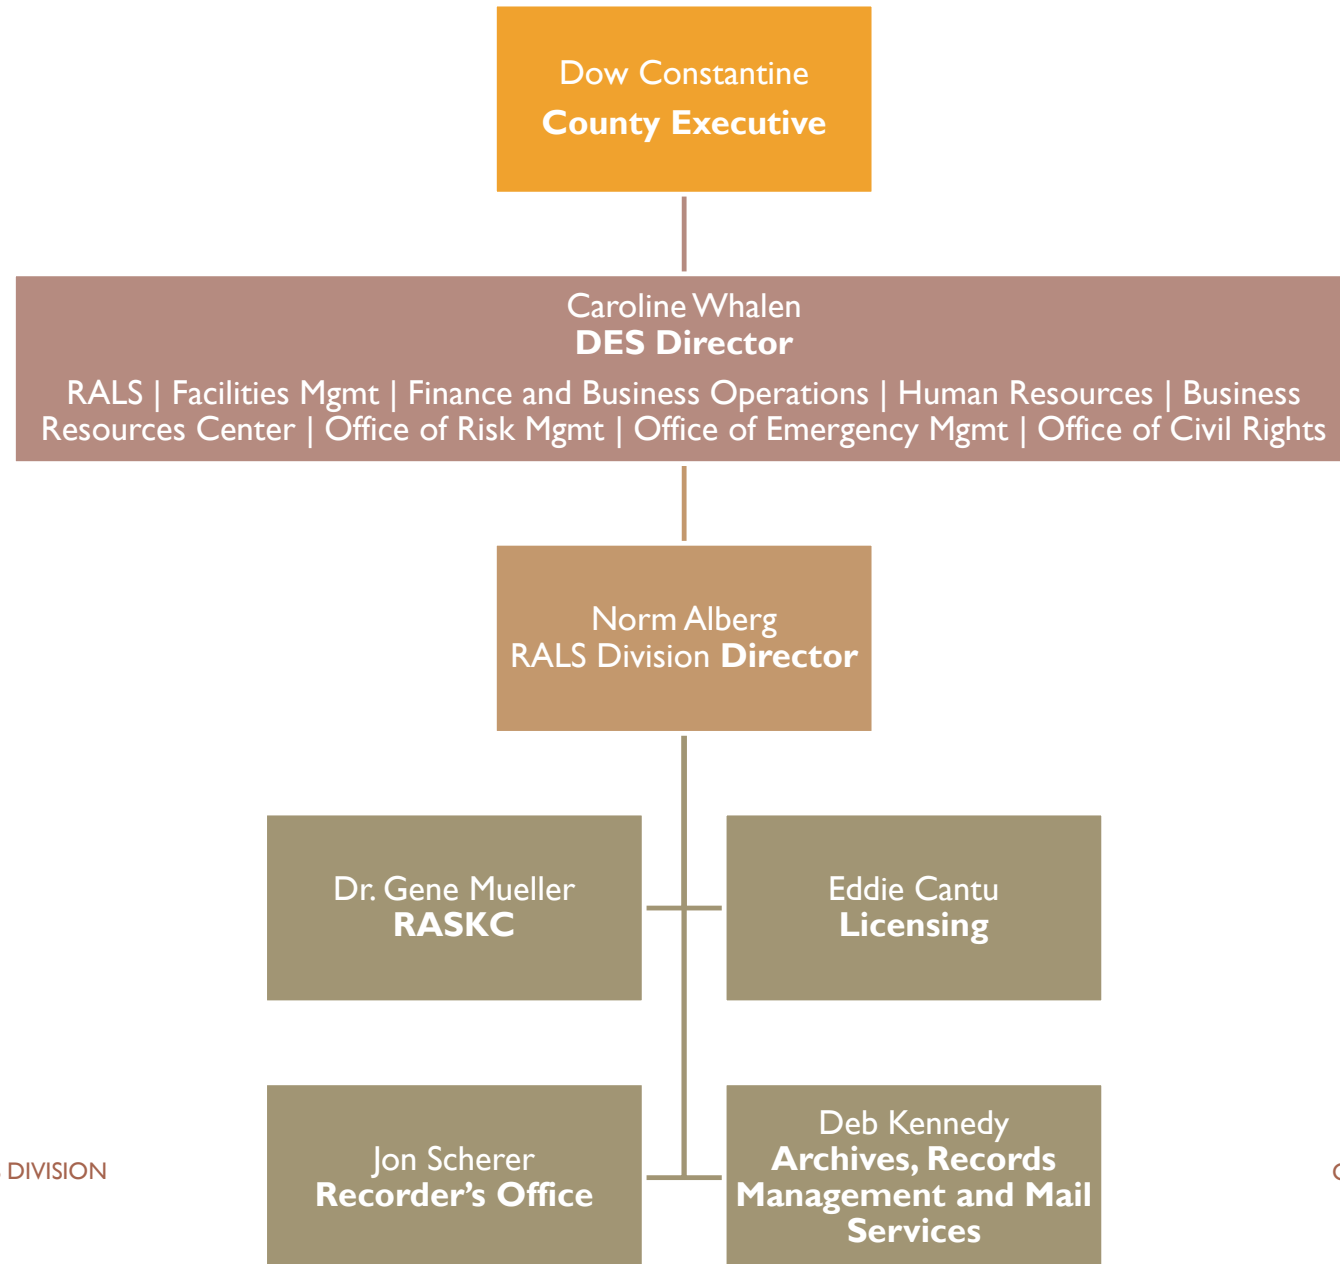 Dow Constantine
County Executive
Caroline Whalen
DES Director
RALS | Facilities Mgmt | Finance and Business Operations | Human Resources | Business
Resources Center | Office of Risk Mgmt | Office of Emergency Mgmt | Office of Civil Rights
Norm Alberg
RALS Division Director
Dr. Gene Mueller
RASKC
Eddie Cantu
Licensing
Jon Scherer
Recorder’s Office
Deb Kennedy
Archives, Records
Management and Mail
Services
DIVISION